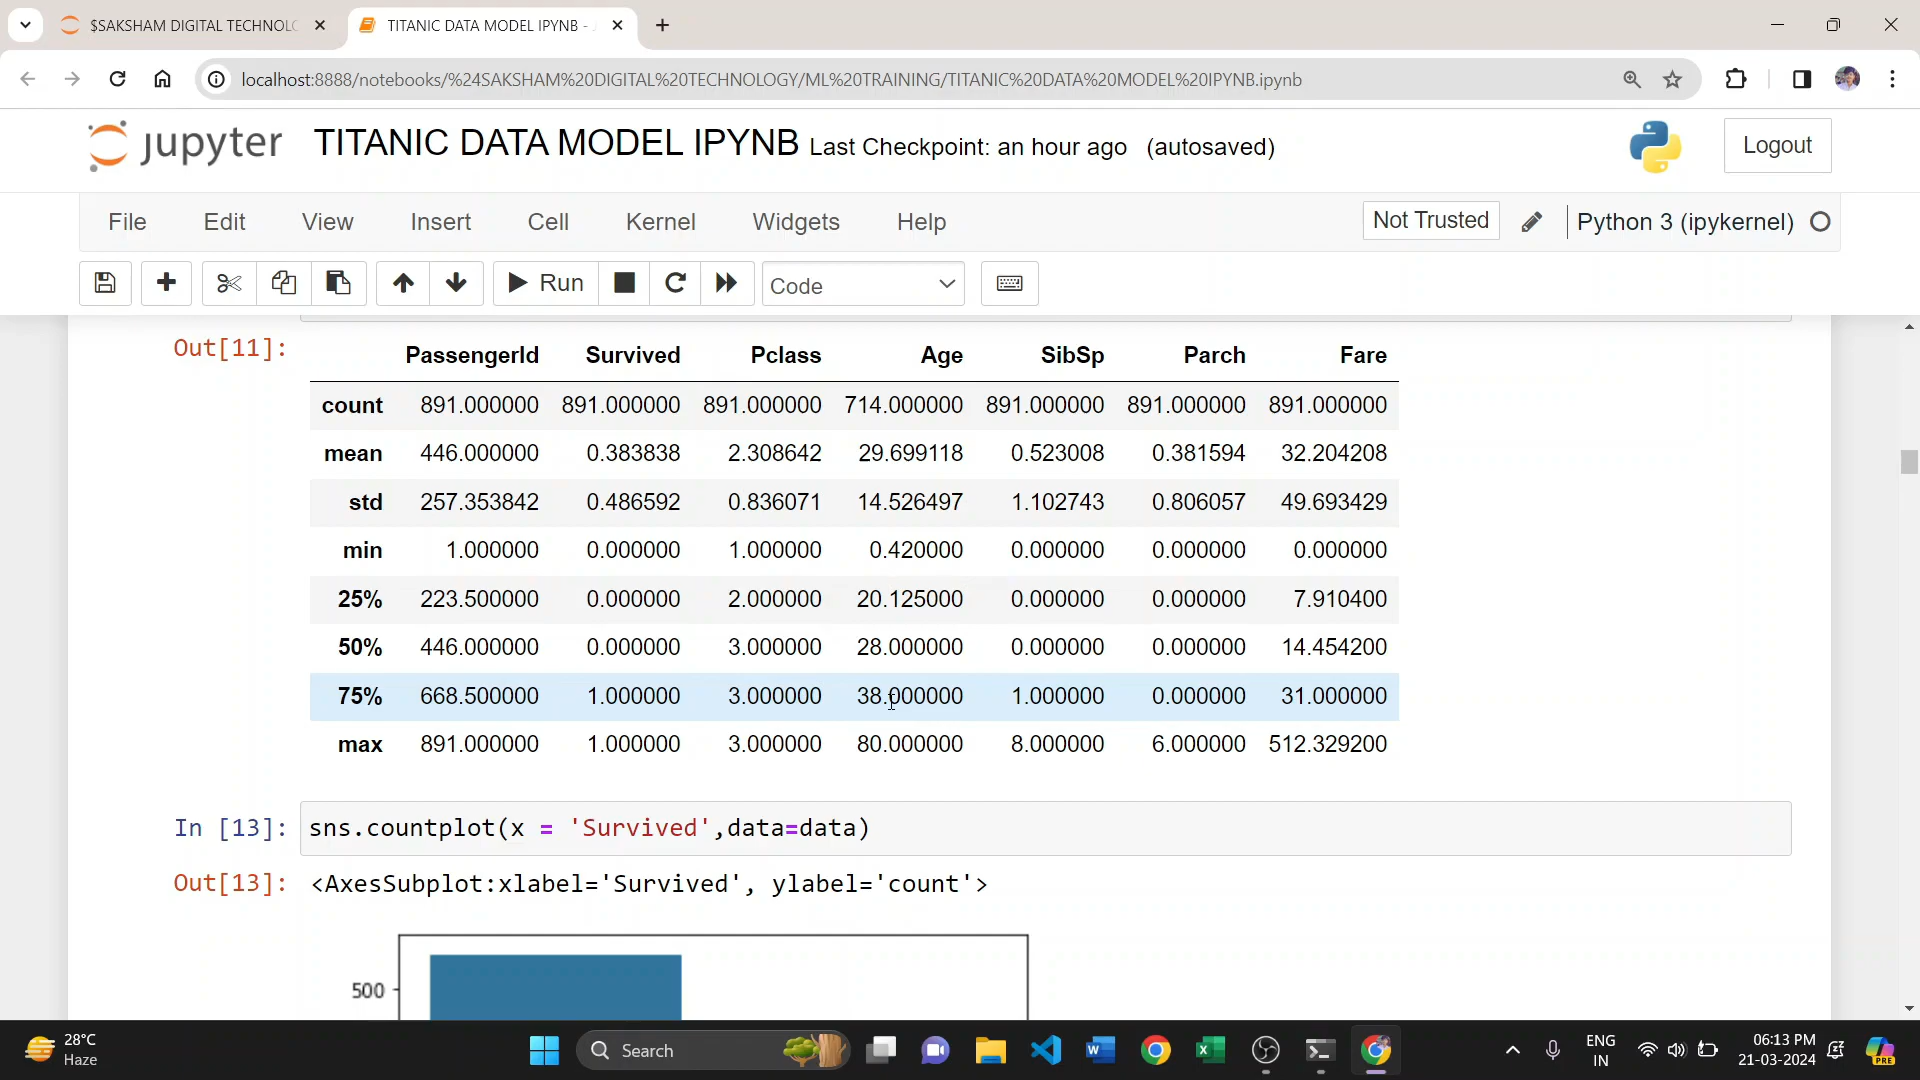 $SAKSHAM DIGITAL TECHNOLO
TITANIC DATA MODEL IPYNB -
localhost:8888/notebooks/%24SAKSHAM%20DIGITAL%20TECHNOLOGY/ML%20TRAINING/TITANIC%20DATA%20MODEL%20IPYNB.ipynb
jupyter TITANIC DATA MODEL IPYNB Last Checkpoint: an hour ago (autosaved) Logout
File Edit View Insert Cell Kernel Widgets Help Not Trusted Python 3 (ipykernel)
Run Code
Out[11]: PassengerId Survived Pclass Age SibSp Parch Fare
count 891.000000 891.000000 891.000000 714.000000 891.000000 891.000000 891.000000
mean 446.000000 0.383838 2.308642 29.699118 0.523008 0.381594 32.204208
std 257.353842 0.486592 0.836071 14.526497 1.102743 0.806057 49.693429
min 1.000000 0.000000 1.000000 0.420000 0.000000 0.000000 0.000000
25% 223.500000 0.000000 2.000000 20.125000 0.000000 0.000000 7.910400
50% 446.000000 0.000000 3.000000 28.000000 0.000000 0.000000 14.454200
75% 668.500000 1.000000 3.000000 38.000000 1.000000 0.000000 31.000000
max 891.000000 1.000000 3.000000 80.000000 8.000000 6.000000 512.329200
In [13]: sns.countplot(x = 'Survived',data=data)
Out[13]: <AxesSubplot:xlabel='Survived', ylabel='count'>
500
28°C
Haze
Search
ENG
IN
06:13 PM
21-03-2024
PRE